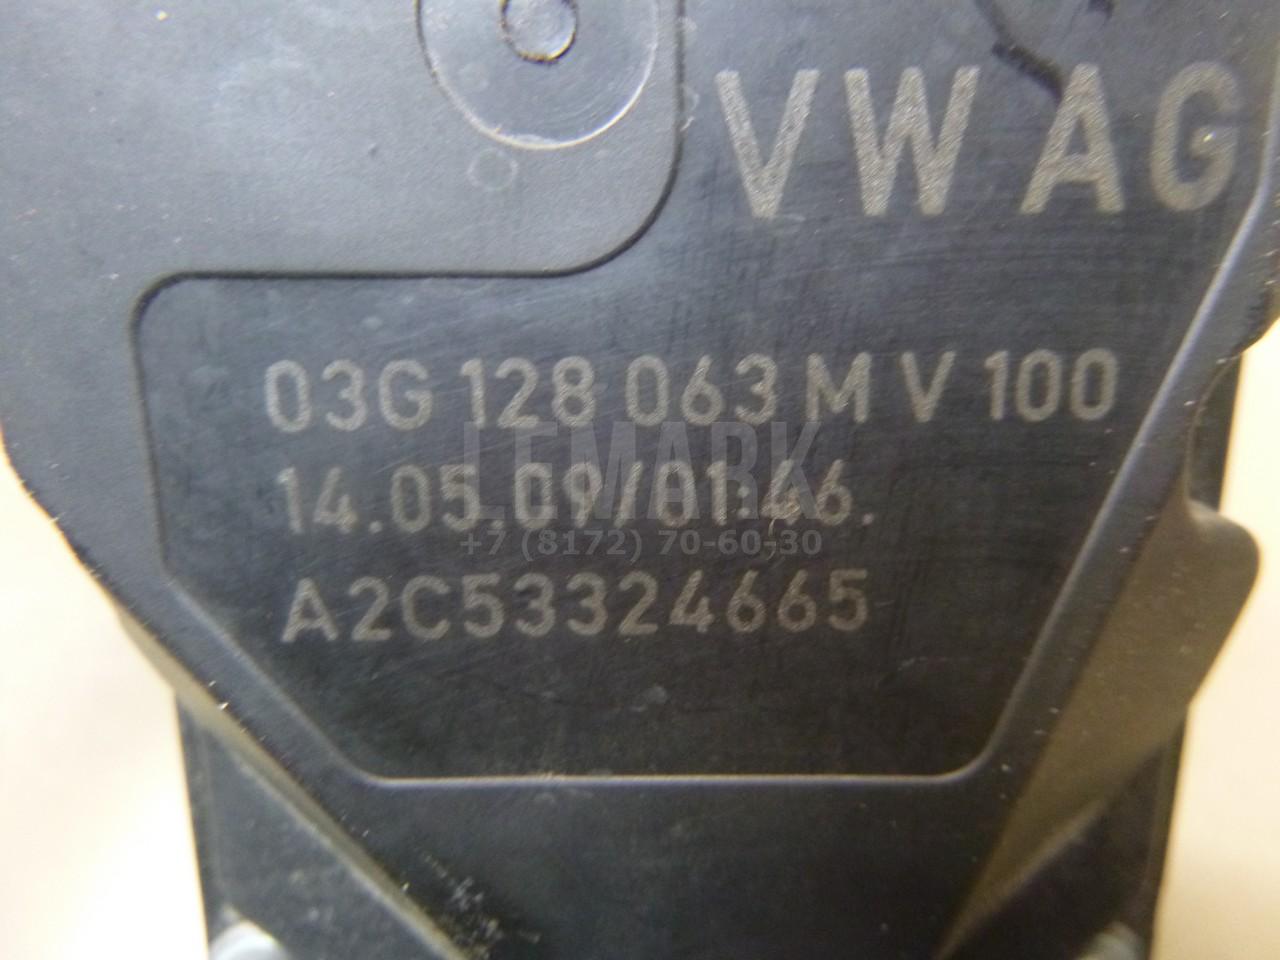 VW AG
03G 128 063 M V 100
14.05.09/01:46.
LEMARK
+7 (8172) 70-60-30
A2C53324665